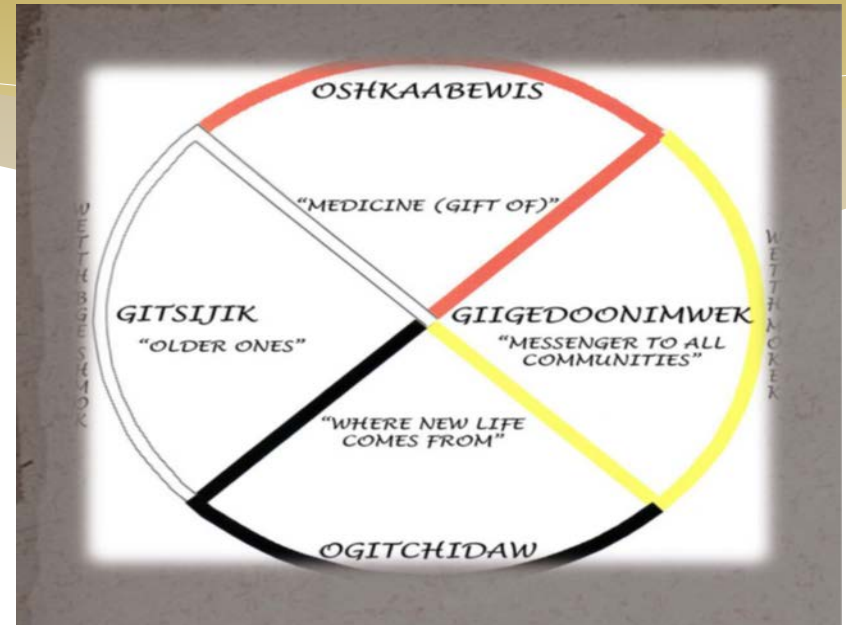 OSHKAABEWIS
"MEDICINE (GIFT OF)"
GITSIJIK
"OLDER ONES"
GIIGEDOONIMWEK
"MESSENGER TO ALL
COMMUNITIES"
"WHERE NEW LIFE
COMES FROM"
OGITCHIDAW